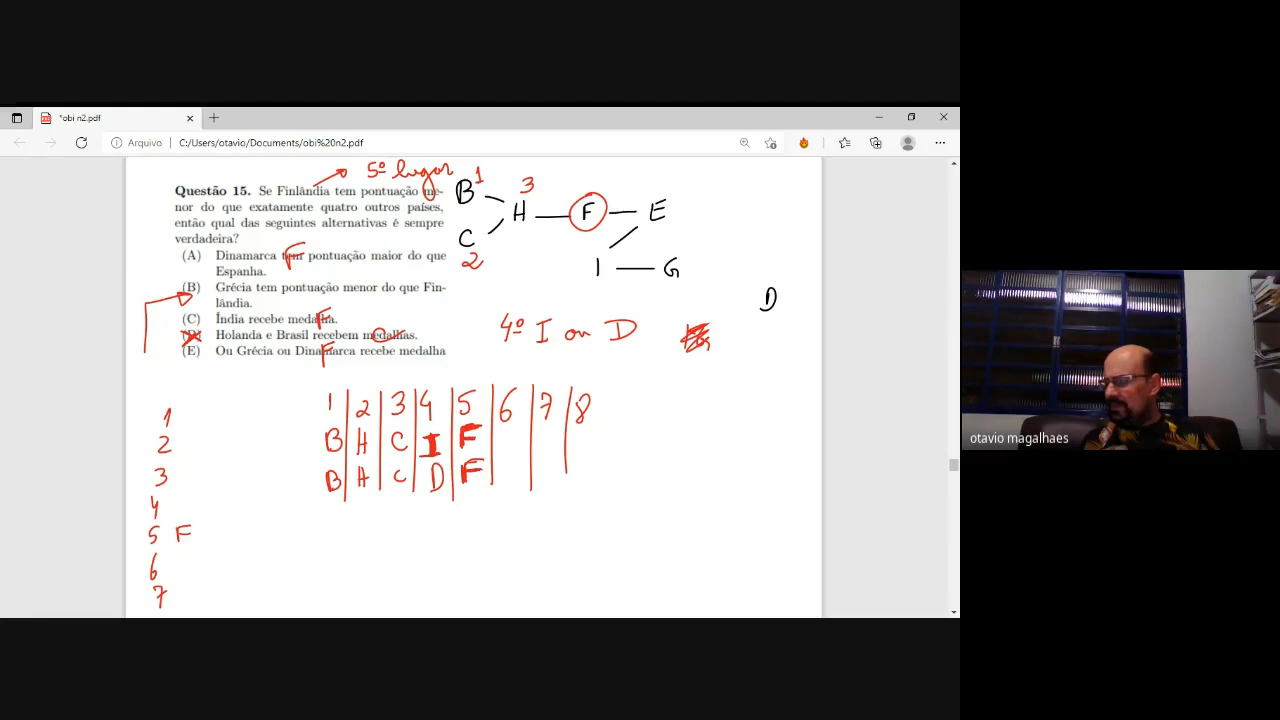 *obi n2.pdf
Arquivo
C:/Users/otavio/Documents/obi%20n2.pdf
5º lugar
Questão 15. Se Finlândia tem pontuação me-
nor do que exatamente quatro outros países,
então qual das seguintes alternativas é sempre
verdadeira?
(A) Dinamarca tem pontuação maior do que
Espanha.
F
(B) Grécia tem pontuação menor do que Fin-
lândia.
(C) Índia recebe medalha.
F
(D) Holanda e Brasil recebem medalhas.
(E) Ou Grécia ou Dinamarca recebe medalha
F
B 1
3
H F E
C
2
I G
D
4º I ou D
1 2 3 4 5 6 7 8
B H C I F
B H C D F
1
2
3
4
5 F
6
7
otavio magalhaes